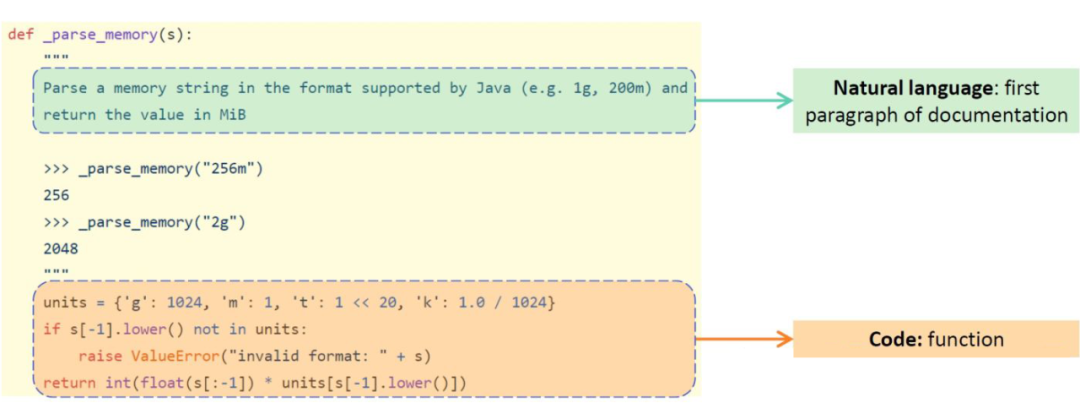 def _parse_memory(s):
"""
Parse a memory string in the format supported by Java (e.g. 1g, 200m) and
return the value in MiB
Natural language: first
paragraph of documentation
>>> _parse_memory("256m")
256
>>> _parse_memory("2g")
2048
"""
units = {'g': 1024, 'm': 1, 't': 1 << 20, 'k': 1.0 / 1024}
if s[-1].lower() not in units:
raise ValueError("invalid format: " + s)
return int(float(s[:-1]) * units[s[-1].lower()])
Code: function